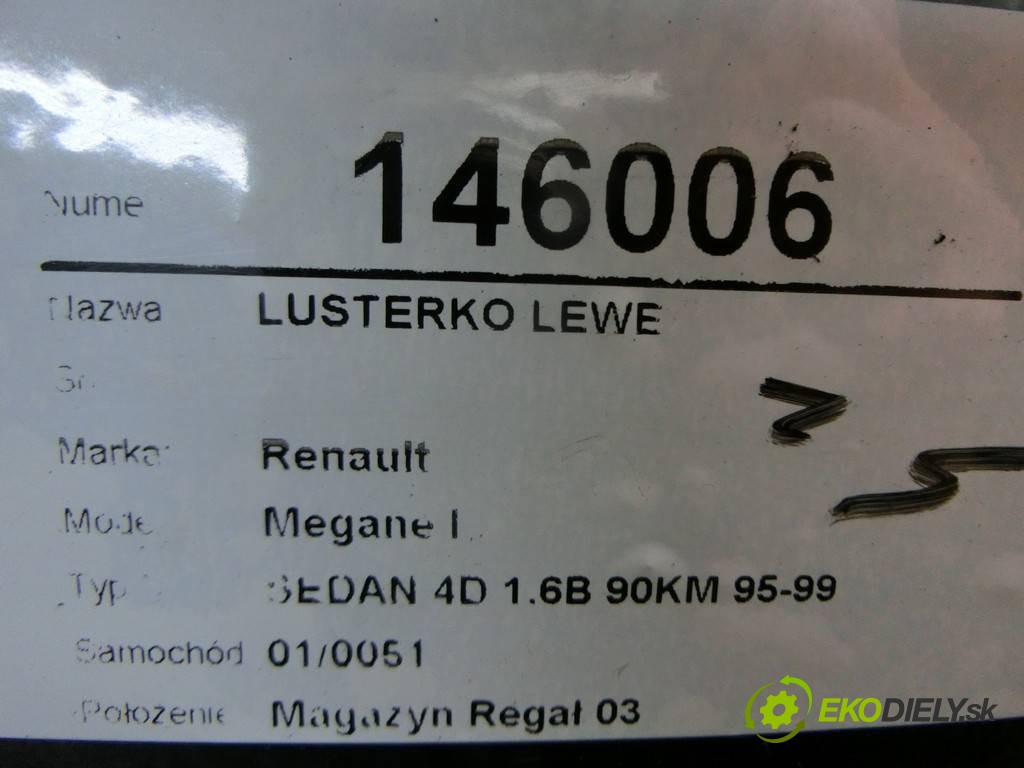 Nume 146006
Nazwa LUSTERKO LEWE
Marka: Renault
Model Megane I
Typ SEDAN 4D 1.6B 90KM 95-99
Samochód 01/0051
Położenie Magazyn Regał 03
EKODIELY.sk